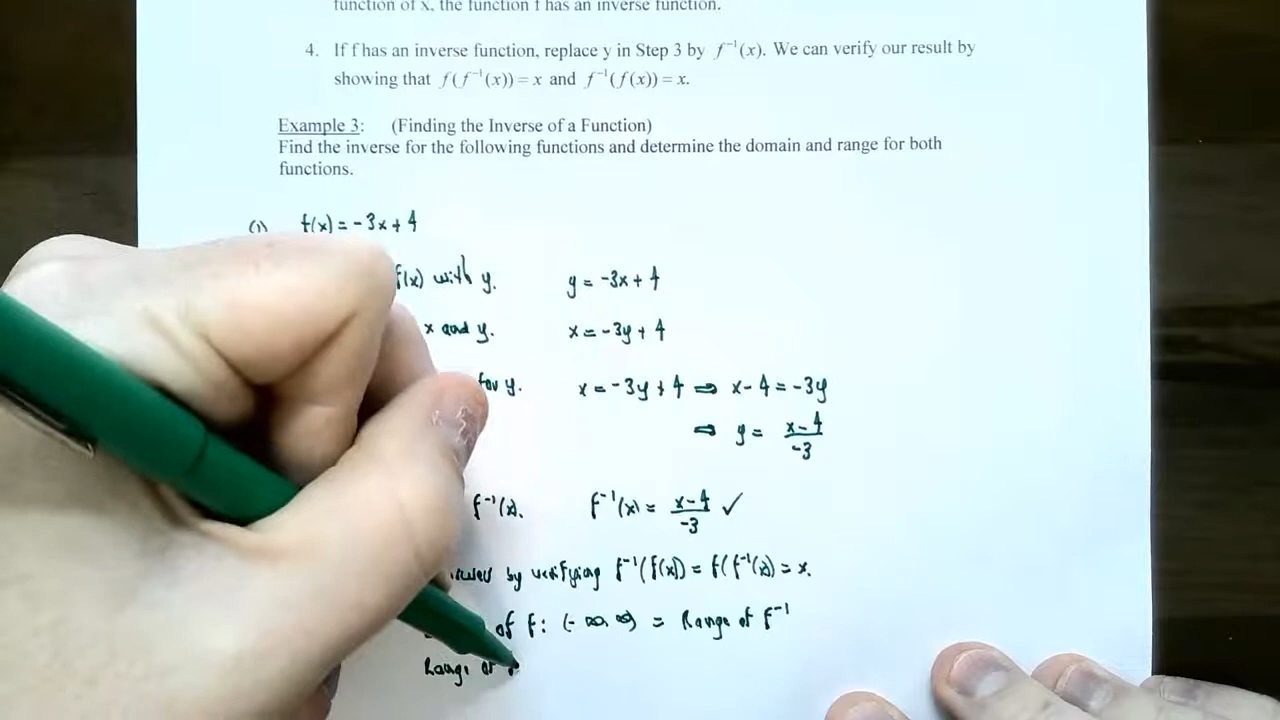 function of x, the function f has an inverse function.
4. If f has an inverse function, replace y in Step 3 by f⁻¹(x). We can verify our result by
showing that f(f⁻¹(x)) = x and f⁻¹(f(x)) = x.
Example 3: (Finding the Inverse of a Function)
Find the inverse for the following functions and determine the domain and range for both
functions.
(i) f(x) = -3x + 4
f(x) with y. y = -3x + 4
x and y. x = -3y + 4
for y. x = -3y + 4 ⇒ x - 4 = -3y
⇒ y = (x-4)/-3
f⁻¹(x). f⁻¹(x) = (x-4)/-3 ✓
by verifying f⁻¹(f(x)) = f(f⁻¹(x)) = x.
of f: (-∞, ∞) = Range of f⁻¹
Range of